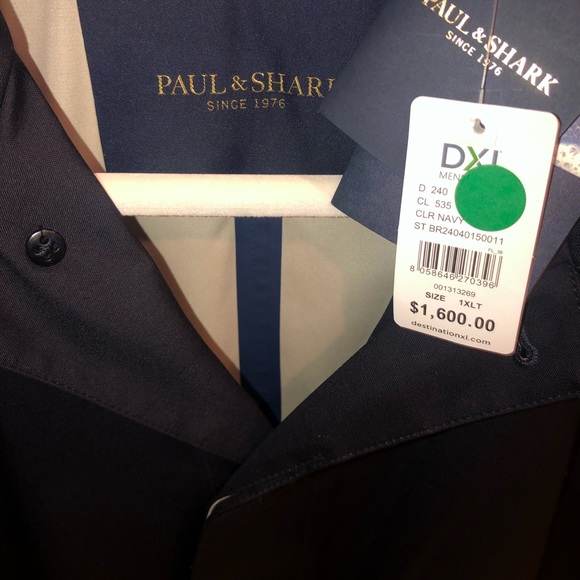 PAUL & SHARK
SINCE 1976
PAUL & SHARK
SINCE 1976
DXL
D 240
CL 535
CLR NAVY
ST BR24040150011
8 058646 270396
001313269
SIZE 1XLT
$1,600.00
destinationxl.com